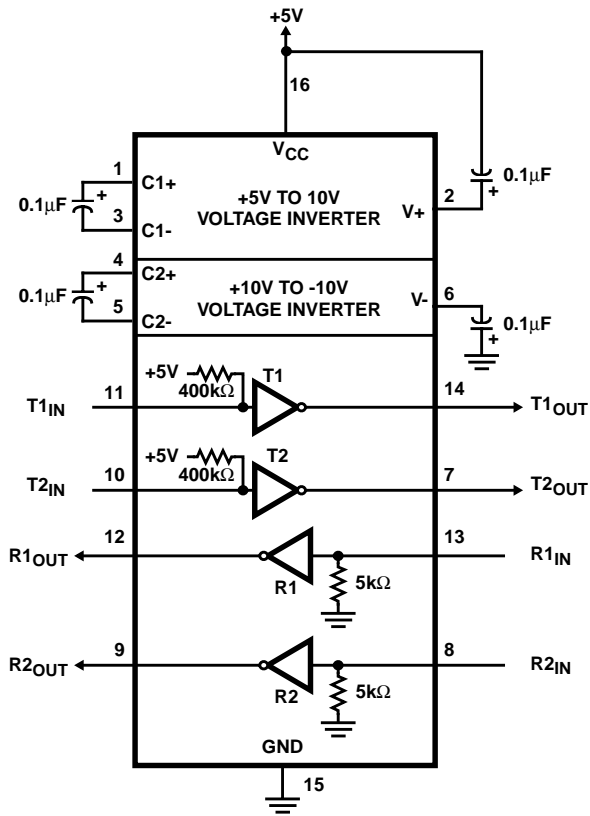 +5V
16
VCC
1
C1+
0.1µF
+
3
C1-
+5V TO 10V
VOLTAGE INVERTER
V+
2
0.1µF
+
4
C2+
0.1µF
+
5
C2-
+10V TO -10V
VOLTAGE INVERTER
V-
6
0.1µF
+
T1IN
11
+5V
400kΩ
T1
14
T1OUT
T2IN
10
+5V
400kΩ
T2
7
T2OUT
R1OUT
12
R1
5kΩ
13
R1IN
R2OUT
9
R2
5kΩ
8
R2IN
GND
15